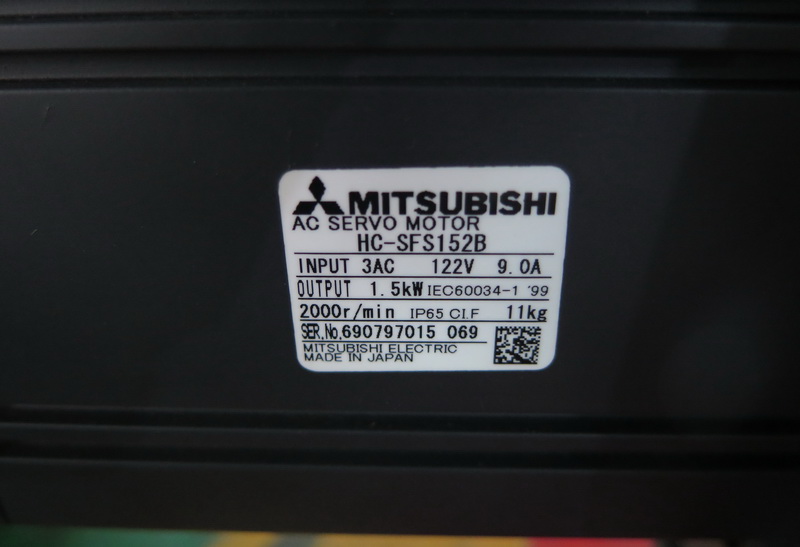 MITSUBISHI
AC SERVO MOTOR
HC-SFS152B
INPUT 3AC 122V 9.0A
OUTPUT 1.5kW IEC60034-1 '99
2000r/min IP65 CI.F 11kg
SER.No.690797015 069
MITSUBISHI ELECTRIC
MADE IN JAPAN